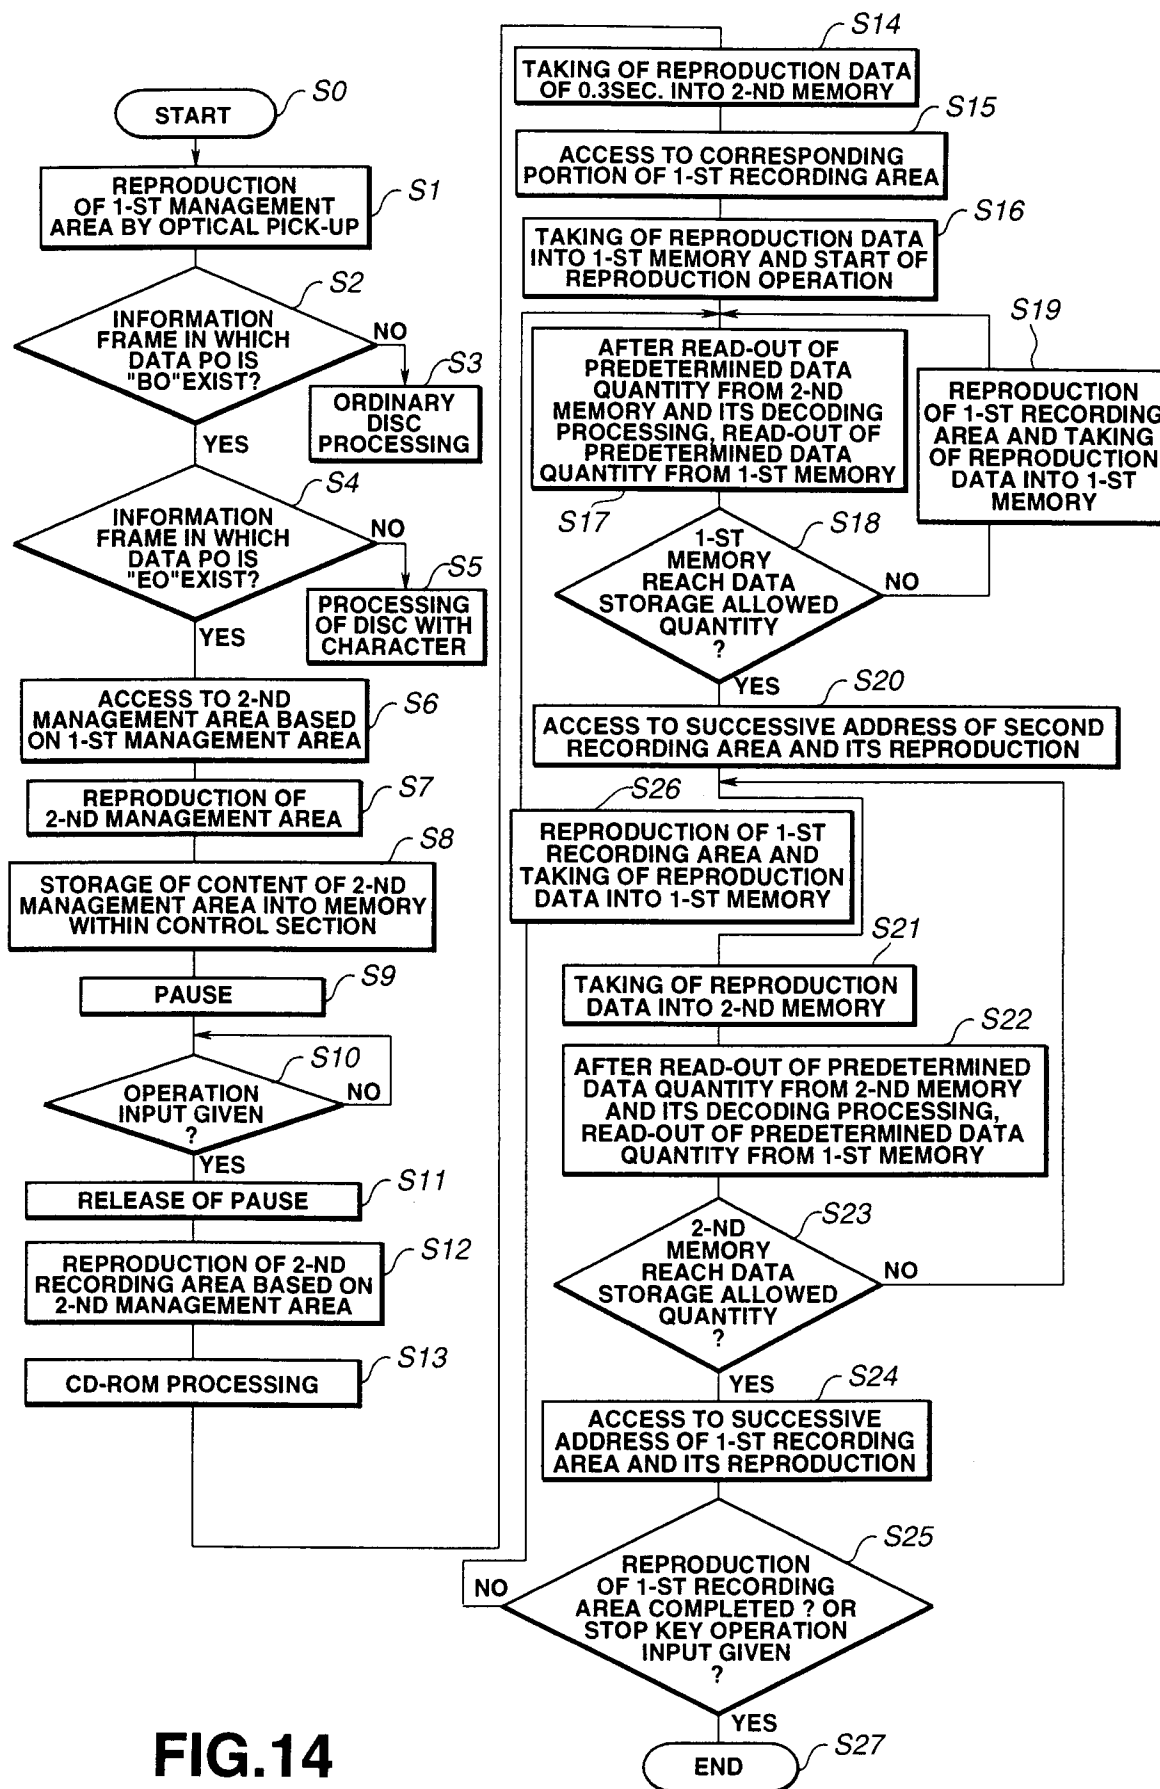 START
S0
REPRODUCTION
OF 1-ST MANAGEMENT
AREA BY OPTICAL PICK-UP
S1
S2
INFORMATION
FRAME IN WHICH
DATA PO IS
"BO"EXIST?
NO
YES
S3
ORDINARY
DISC
PROCESSING
S4
INFORMATION
FRAME IN WHICH
DATA PO IS
"EO"EXIST?
NO
YES
S5
PROCESSING
OF DISC WITH
CHARACTER
ACCESS TO 2-ND
MANAGEMENT AREA BASED
ON 1-ST MANAGEMENT AREA
S6
REPRODUCTION OF
2-ND MANAGEMENT AREA
S7
S8
STORAGE OF CONTENT OF 2-ND
MANAGEMENT AREA INTO MEMORY
WITHIN CONTROL SECTION
PAUSE
S9
S10
OPERATION
INPUT GIVEN
?
NO
YES
RELEASE OF PAUSE
S11
REPRODUCTION OF 2-ND
RECORDING AREA BASED ON
2-ND MANAGEMENT AREA
S12
CD-ROM PROCESSING
S13
S14
TAKING OF REPRODUCTION DATA
OF 0.3SEC. INTO 2-ND MEMORY
S15
ACCESS TO CORRESPONDING
PORTION OF 1-ST RECORDING AREA
S16
TAKING OF REPRODUCTION DATA
INTO 1-ST MEMORY AND START OF
REPRODUCTION OPERATION
AFTER READ-OUT OF
PREDETERMINED DATA
QUANTITY FROM 2-ND
MEMORY AND ITS DECODING
PROCESSING, READ-OUT OF
PREDETERMINED DATA
QUANTITY FROM 1-ST MEMORY
S17
S18
1-ST
MEMORY
REACH DATA
STORAGE ALLOWED
QUANTITY
?
NO
YES
S19
REPRODUCTION
OF 1-ST RECORDING
AREA AND TAKING
OF REPRODUCTION
DATA INTO 1-ST
MEMORY
S20
ACCESS TO SUCCESSIVE ADDRESS OF SECOND
RECORDING AREA AND ITS REPRODUCTION
S26
REPRODUCTION OF 1-ST
RECORDING AREA AND
TAKING OF REPRODUCTION
DATA INTO 1-ST MEMORY
S21
TAKING OF REPRODUCTION
DATA INTO 2-ND MEMORY
S22
AFTER READ-OUT OF PREDETERMINED
DATA QUANTITY FROM 2-ND MEMORY
AND ITS DECODING PROCESSING,
READ-OUT OF PREDETERMINED DATA
QUANTITY FROM 1-ST MEMORY
S23
2-ND
MEMORY
REACH DATA
STORAGE ALLOWED
QUANTITY
?
NO
YES
S24
ACCESS TO SUCCESSIVE
ADDRESS OF 1-ST RECORDING
AREA AND ITS REPRODUCTION
S25
REPRODUCTION
OF 1-ST RECORDING
AREA COMPLETED ? OR
STOP KEY OPERATION
INPUT GIVEN
?
NO
YES
END
S27
FIG.14